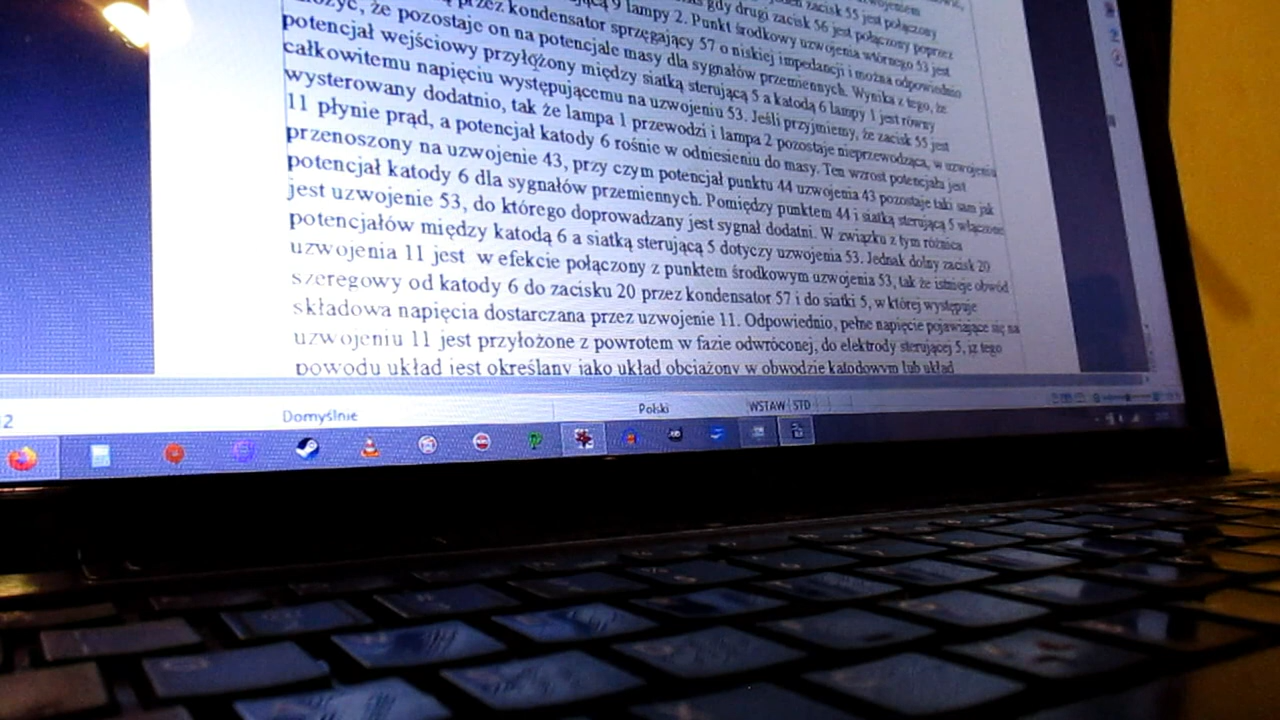 zacisk 55 jest połączony
przez kondensator sprzęgający 57 o niskiej impedancji i można odpowiednio
że pozostaje on na potencjale masy dla sygnałów przemiennych. Wynika z tego, że
potencjał wejściowy przyłączony między siatką sterującą 5 a katodą 6 lampy 1 jest równy
całkowitemu napięciu występującemu na uzwojeniu 53. Jeśli przyjmiemy, że zacisk 55 jest
wysterowany dodatnio, tak że lampa 1 przewodzi i lampa 2 pozostaje nieprzewodząca, w uzwojeniu
11 płynie prąd, a potencjał katody 6 rośnie w odniesieniu do masy. Ten wzrost potencjału jest
przenoszony na uzwojenie 43, przy czym potencjał punktu 44 uzwojenia 43 pozostaje taki sam jak
potencjał katody 6 dla sygnałów przemiennych. Pomiędzy punktem 44 i siatką sterującą 5 włączone
jest uzwojenie 53, do którego doprowadzany jest sygnał dodatni. W związku z tym różnica
potencjałów między katodą 6 a siatką sterującą 5 dotyczy uzwojenia 53. Jednak dolny zacisk 20
uzwojenia 11 jest w efekcie połączony z punktem środkowym uzwojenia 53, tak że istnieje obwód
szeregowy od katody 6 do zacisku 20 przez kondensator 57 i do siatki 5, w której występuje
składowa napięcia dostarczana przez uzwojenie 11. Odpowiednio, pełne napięcie pojawiające się na
uzwojeniu 11 jest przyłożone z powrotem w fazie odwróconej, do elektrody sterującej 5, iz tego
powodu układ jest określany jako układ obciążony w obwodzie katodowym lub układ
Domyślnie Polski WSTAW STD